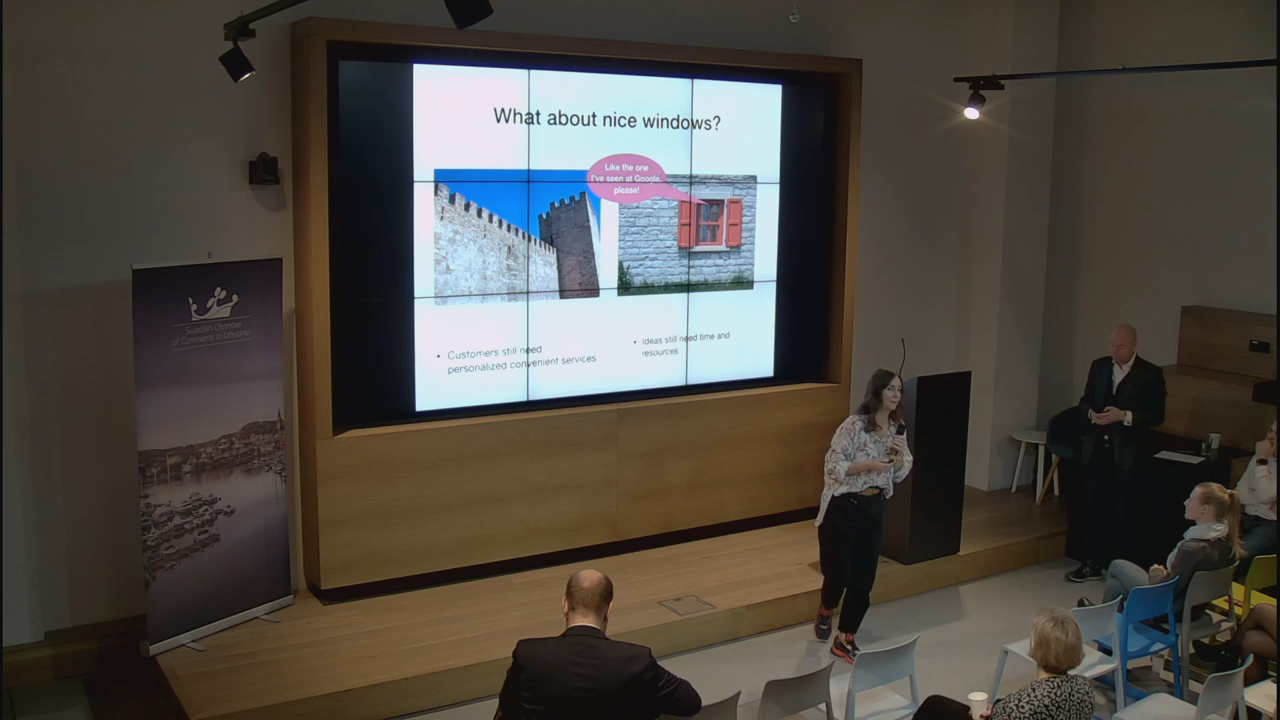 What about nice windows?
Like the one
I've seen at Google,
please!
• Customers still need
personalized convenient services
• Ideas still need time and
resources
Swedish Chamber
of Commerce in Lithuania